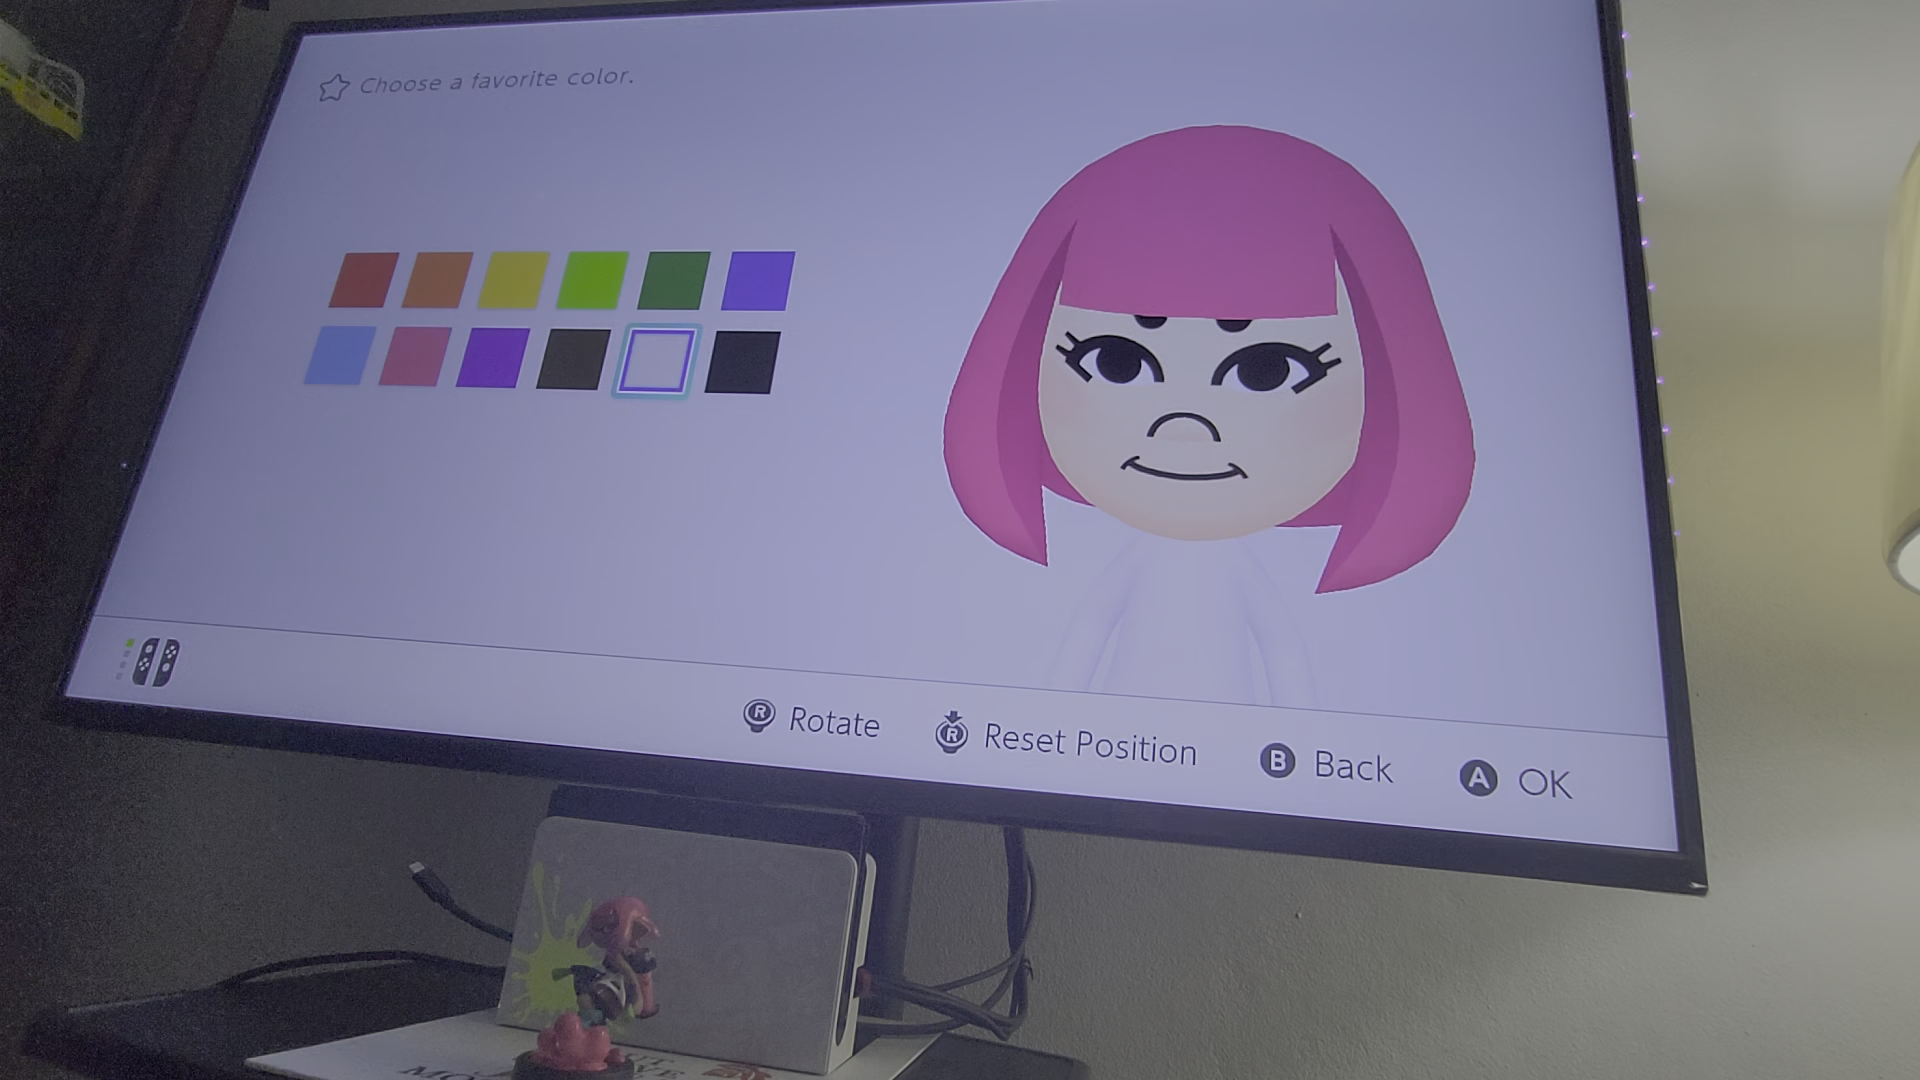 Choose a favorite color.
R Rotate
R Reset Position
B Back
A OK